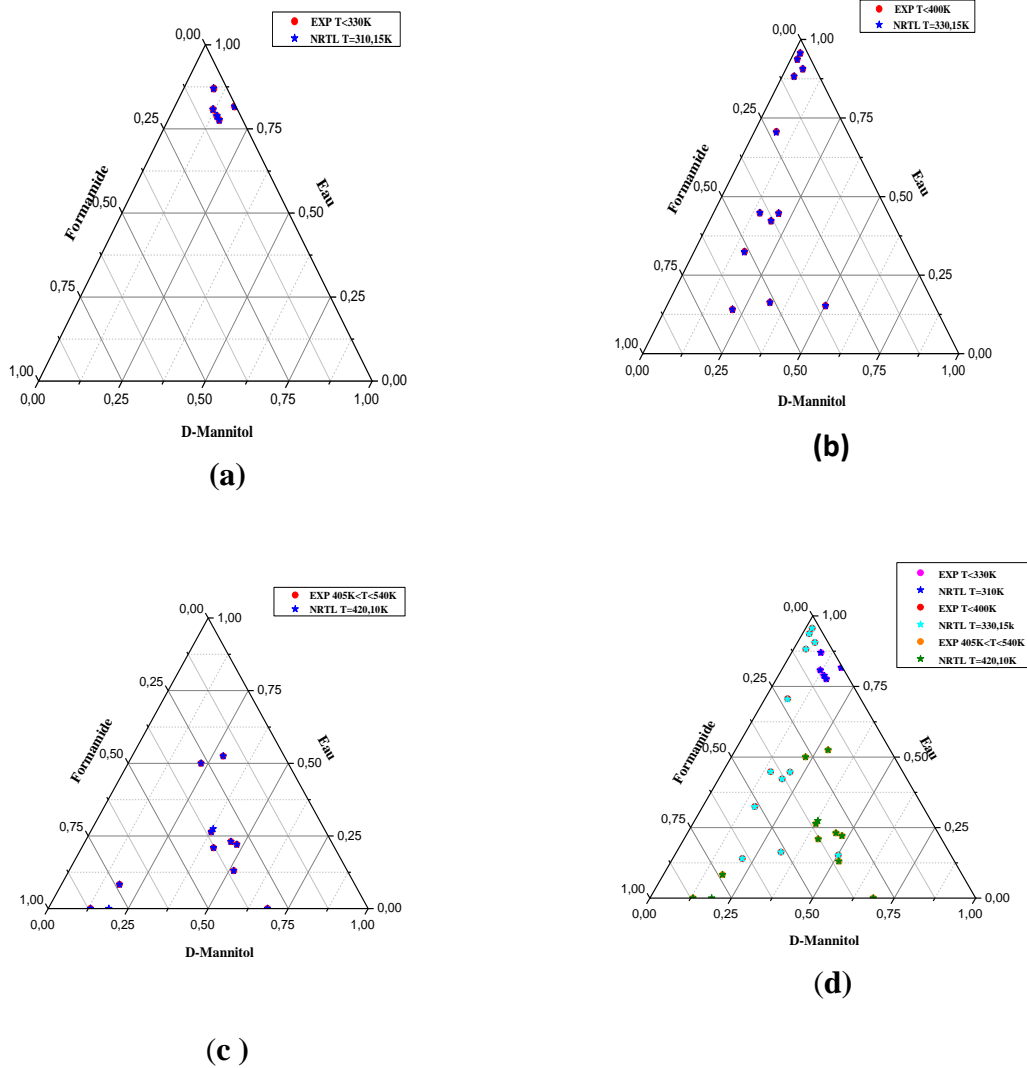 EXP T<330K
NRTL T=310,15K
0,00
1,00
0,25
0,75
Formamide
Eau
0,50
0,50
0,75
0,25
1,00
0,00
0,00
0,25
0,50
0,75
1,00
D-Mannitol
(a)
EXP T<400K
NRTL T=330,15K
0,00
1,00
0,25
0,75
Formamide
Eau
0,50
0,50
0,75
0,25
1,00
0,00
0,00
0,25
0,50
0,75
1,00
D-Mannitol
(b)
EXP 405K<T<540K
NRTL T=420,10K
0,00
1,00
0,25
0,75
Formamide
Eau
0,50
0,50
0,75
0,25
1,00
0,00
0,00
0,25
0,50
0,75
1,00
D-Mannitol
(c )
EXP T<330K
NRTL T=310K
EXP T<400K
NRTL T=330,15k
EXP 405K<T<540K
NRTL T=420,10K
0,00
1,00
0,25
0,75
Formamide
Eau
0,50
0,50
0,75
0,25
1,00
0,00
0,00
0,25
0,50
0,75
1,00
D-Mannitol
(d)